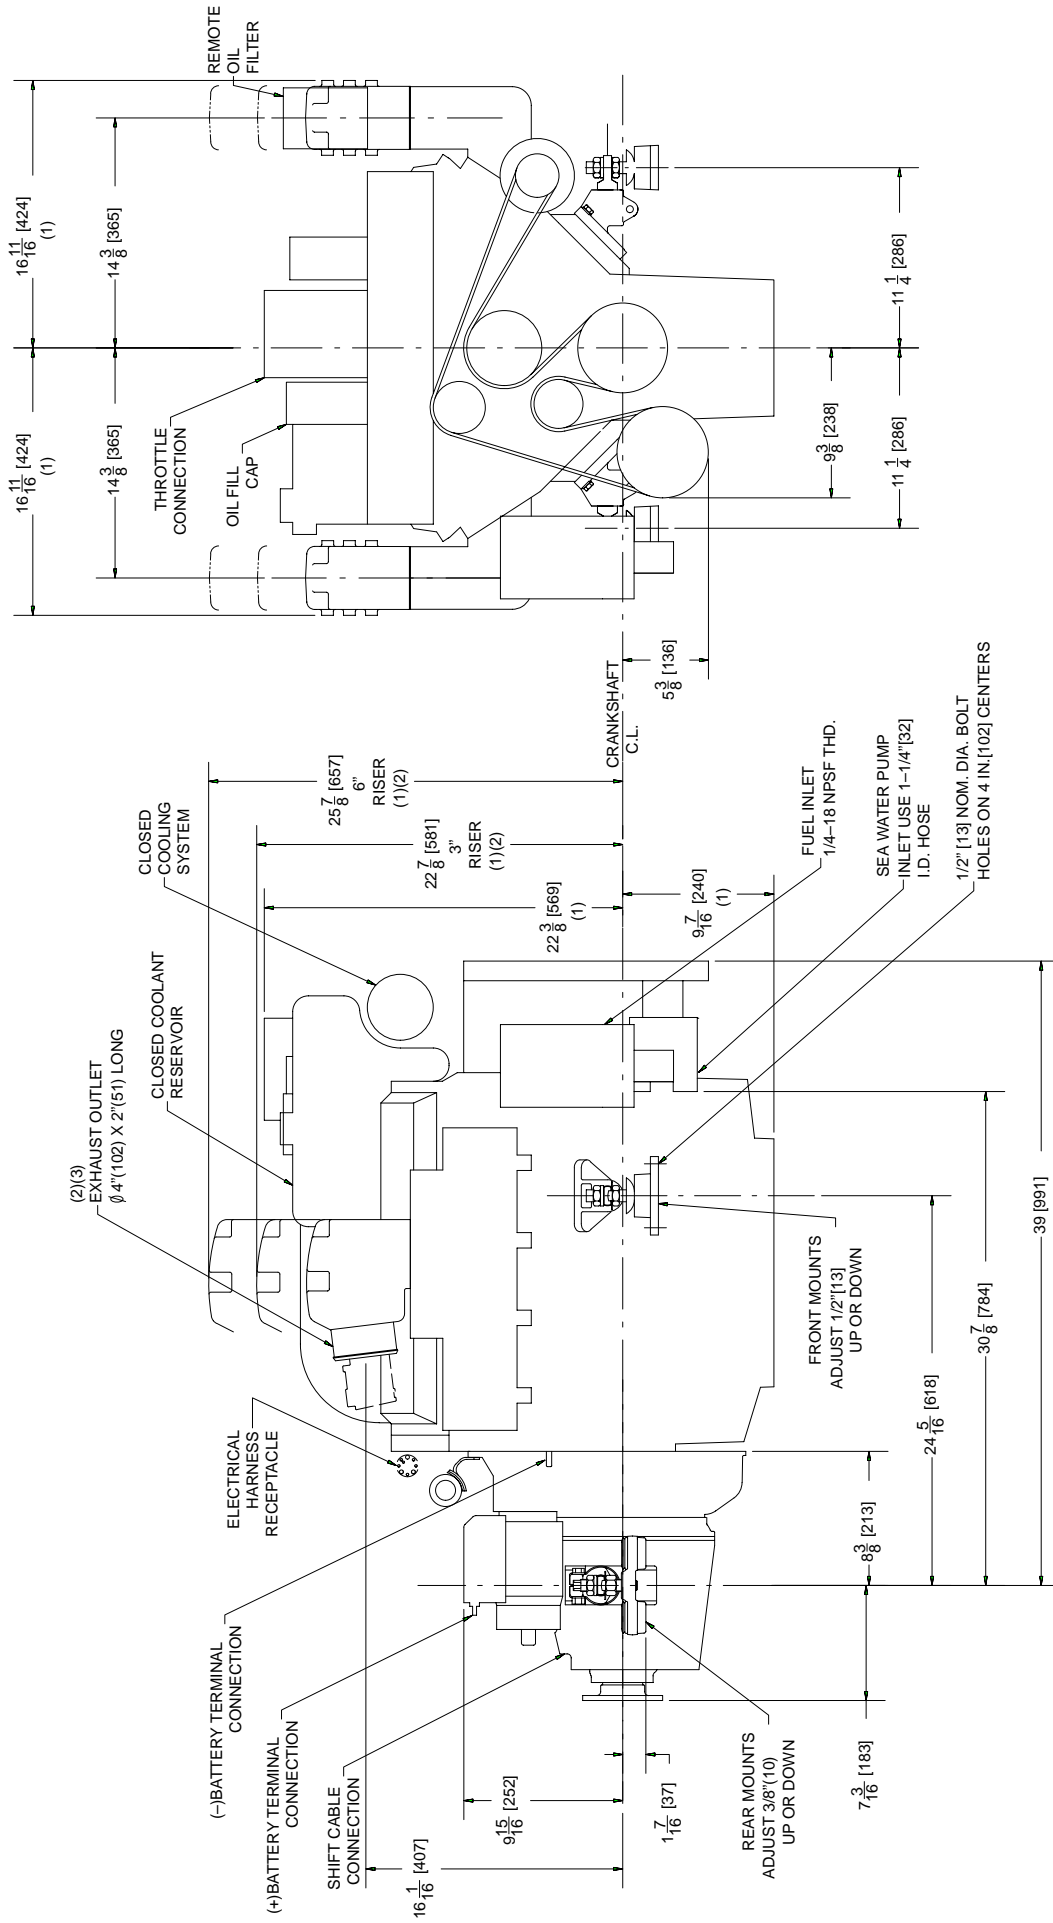 (2)(3)
EXHAUST OUTLET
Ø 4"(102) X 2"(51) LONG
CLOSED COOLANT
RESERVOIR
CLOSED
COOLING
SYSTEM
ELECTRICAL
HARNESS
RECEPTACLE
(–)BATTERY TERMINAL
CONNECTION
(+)BATTERY TERMINAL
CONNECTION
SHIFT CABLE
CONNECTION
16 1/16 [407]
9 15/16 [252]
1 7/16 [37]
25 7/8 [657]
6"
RISER
(1)(2)
22 7/8 [581]
3"
RISER
(1)(2)
22 3/8 [569]
(1)
9 7/16 [240]
(1)
CRANKSHAFT
C.L.
FUEL INLET
1/4–18 NPSF THD.
SEA WATER PUMP
INLET USE 1–1/4"[32]
I.D. HOSE
1/2" [13] NOM. DIA. BOLT
HOLES ON 4 IN.[102] CENTERS
REAR MOUNTS
ADJUST 3/8"(10)
UP OR DOWN
FRONT MOUNTS
ADJUST 1/2"[13]
UP OR DOWN
7 3/16 [183]
8 3/8 [213]
24 5/16 [618]
30 7/8 [784]
39 [991]
16 11/16 [424]
(1)
16 11/16 [424]
(1)
14 3/8 [365]
14 3/8 [365]
THROTTLE
CONNECTION
OIL FILL
CAP
REMOTE
OIL
FILTER
5 3/8 [136]
9 3/8 [238]
11 1/4 [286]
11 1/4 [286]